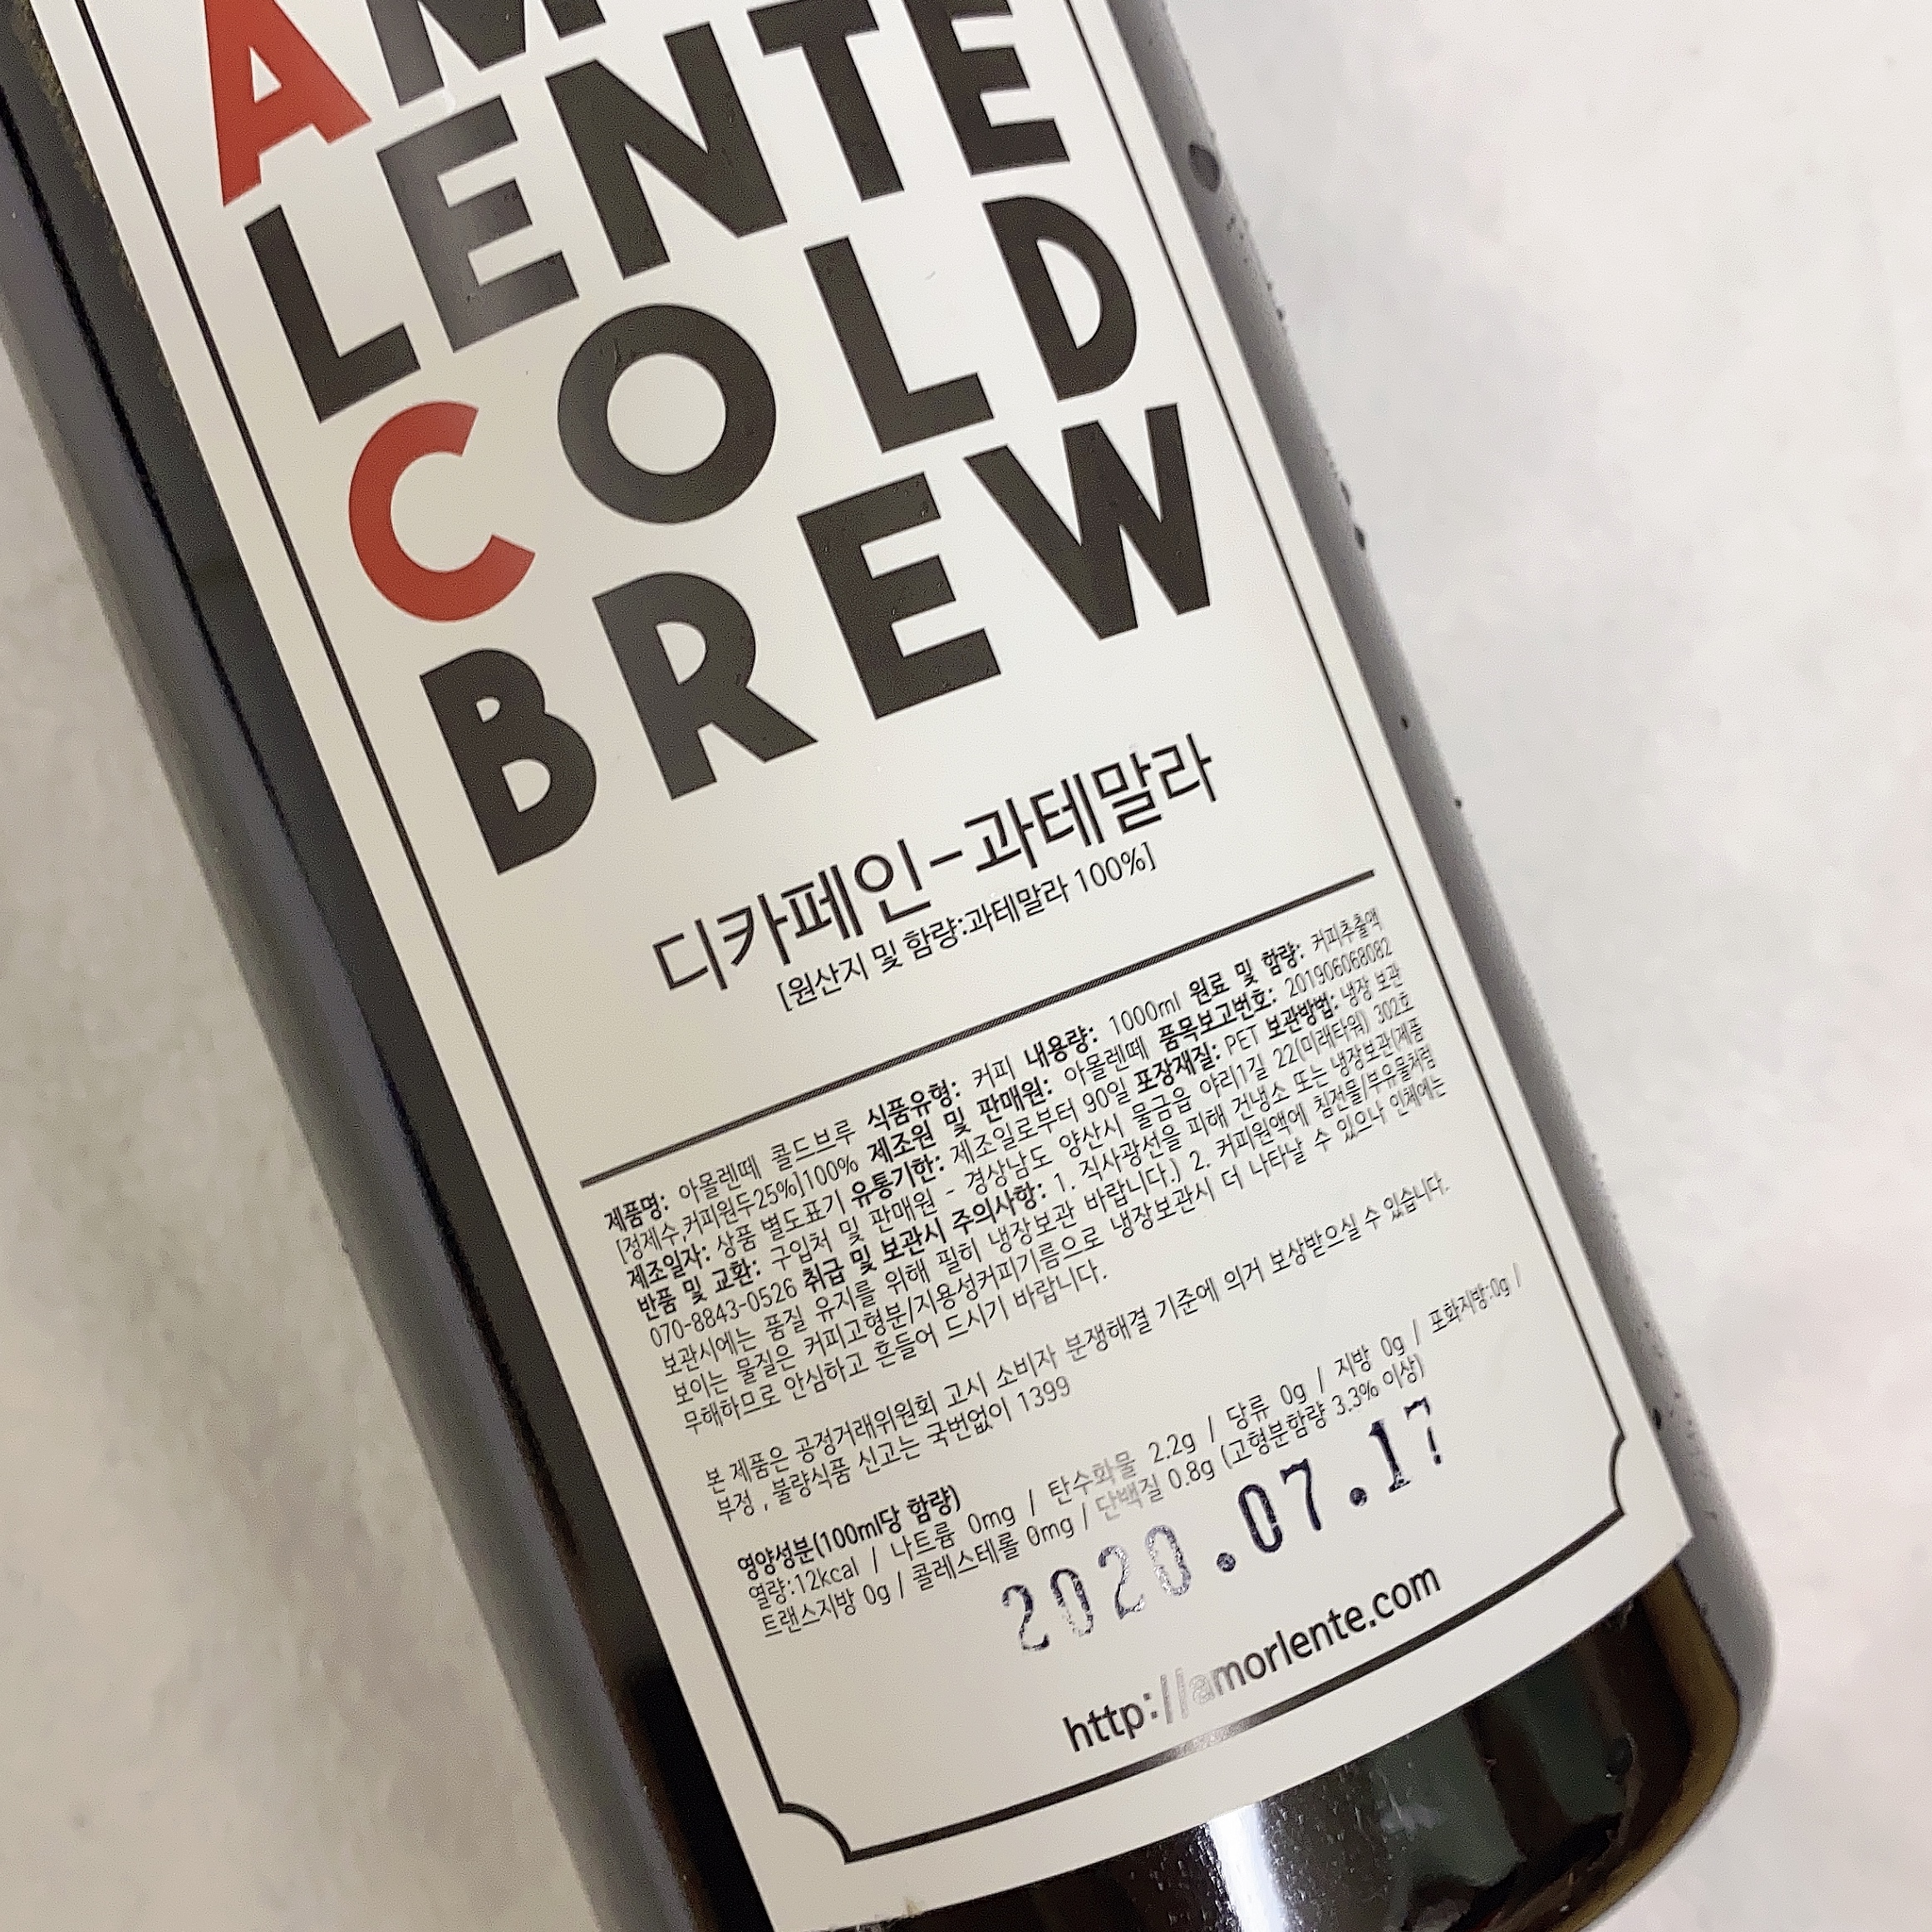 AM
LENTE
COLD
BREW
디카페인-과테말라
[원산지 및 함량:과테말라 100%]
제품명: 아몰렌떼 콜드브루 식품유형: 커피 내용량: 1000ml 원료 및 함량: 커피추출액
[정제수,커피원두25%]100% 제조원 및 판매원: 아몰렌떼 품목보고번호: 201906068082
제조일자: 상품 별도표기 유통기한: 제조일로부터 90일 포장재질: PET 보관방법: 냉장 보관
반품 및 교환: 구입처 및 판매원 - 경상남도 양산시 물금읍 야리1길 22(미래타워) 302호
070-8843-0526 취급 및 보관시 주의사항: 1. 직사광선을 피해 건냉소 또는 냉장보관(제품
보관시에는 품질 유지를 위해 필히 냉장보관 바랍니다.) 2. 커피원액에 침전물/부유물처럼
보이는 물질은 커피고형분/지용성커피기름으로 냉장보관시 더 나타날 수 있으나 인체에는
무해하므로 안심하고 흔들어 드시기 바랍니다.
본 제품은 공정거래위원회 고시 소비자 분쟁해결 기준에 의거 보상받으실 수 있습니다.
부정 , 불량식품 신고는 국번없이 1399
영양성분(100ml당 함량)
열량:12kcal / 나트륨 0mg / 탄수화물 2.2g / 당류 0g / 지방 0g / 포화지방:0g /
트랜스지방 0g / 콜레스테롤 0mg / 단백질 0.8g (고형분함량 3.3% 이상)
2020.07.17
http://amorlente.com